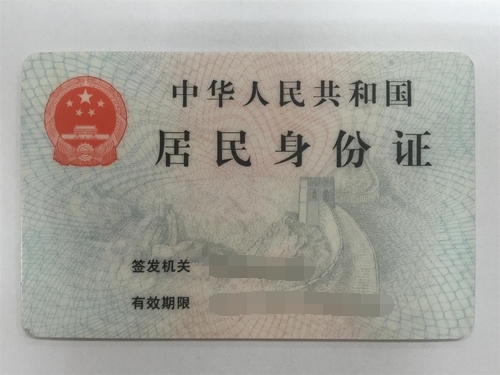 中华人民共和国
居民身份证
签发机关
有效期限